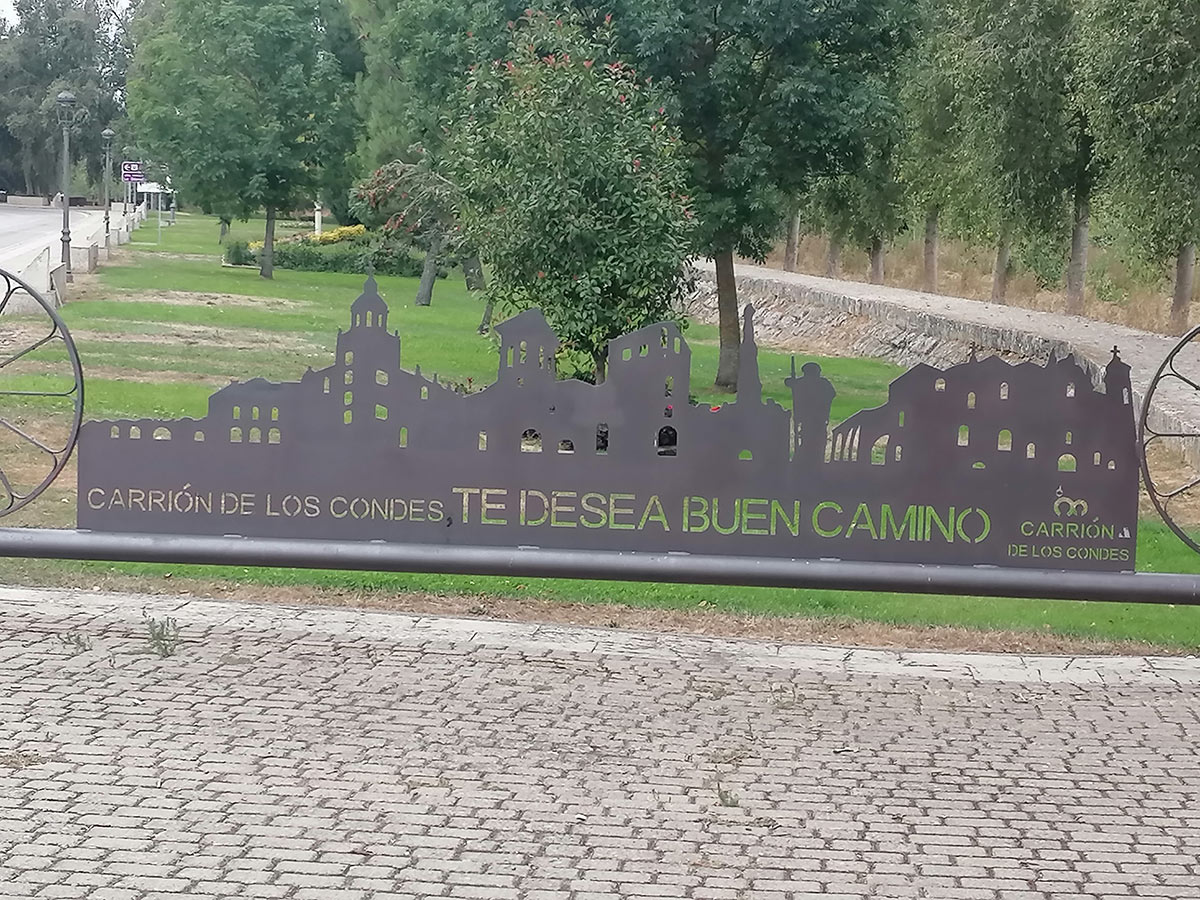 CARRIÓN DE LOS CONDES TE DESEA BUEN CAMINO
CARRIÓN
DE LOS CONDES